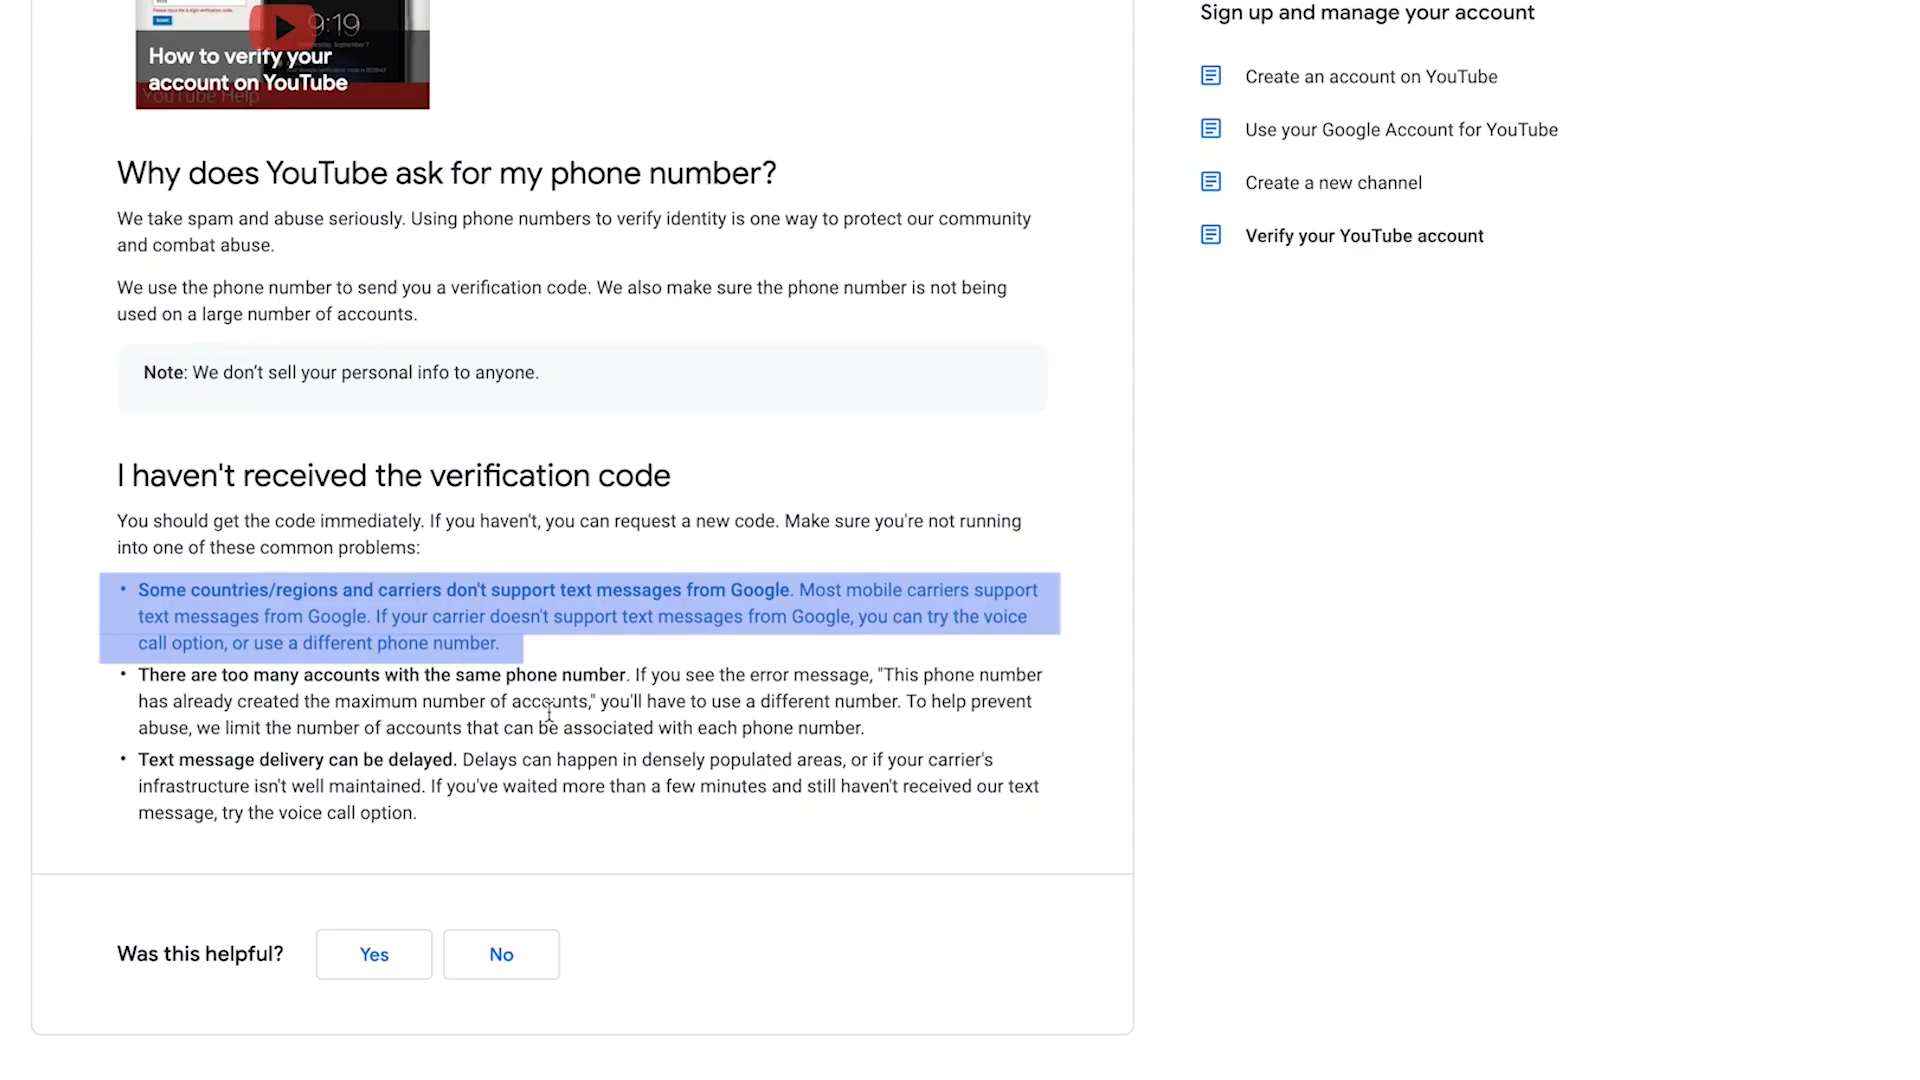 9:19
How to verify your
account on YouTube
YouTube Help
Why does YouTube ask for my phone number?
We take spam and abuse seriously. Using phone numbers to verify identity is one way to protect our community
and combat abuse.
We use the phone number to send you a verification code. We also make sure the phone number is not being
used on a large number of accounts.
Note: We don’t sell your personal info to anyone.
I haven't received the verification code
You should get the code immediately. If you haven't, you can request a new code. Make sure you're not running
into one of these common problems:
• Some countries/regions and carriers don't support text messages from Google. Most mobile carriers support
text messages from Google. If your carrier doesn't support text messages from Google, you can try the voice
call option, or use a different phone number.
• There are too many accounts with the same phone number. If you see the error message, "This phone number
has already created the maximum number of accounts," you'll have to use a different number. To help prevent
abuse, we limit the number of accounts that can be associated with each phone number.
• Text message delivery can be delayed. Delays can happen in densely populated areas, or if your carrier's
infrastructure isn't well maintained. If you've waited more than a few minutes and still haven't received our text
message, try the voice call option.
Was this helpful?
Yes
No
Sign up and manage your account
Create an account on YouTube
Use your Google Account for YouTube
Create a new channel
Verify your YouTube account